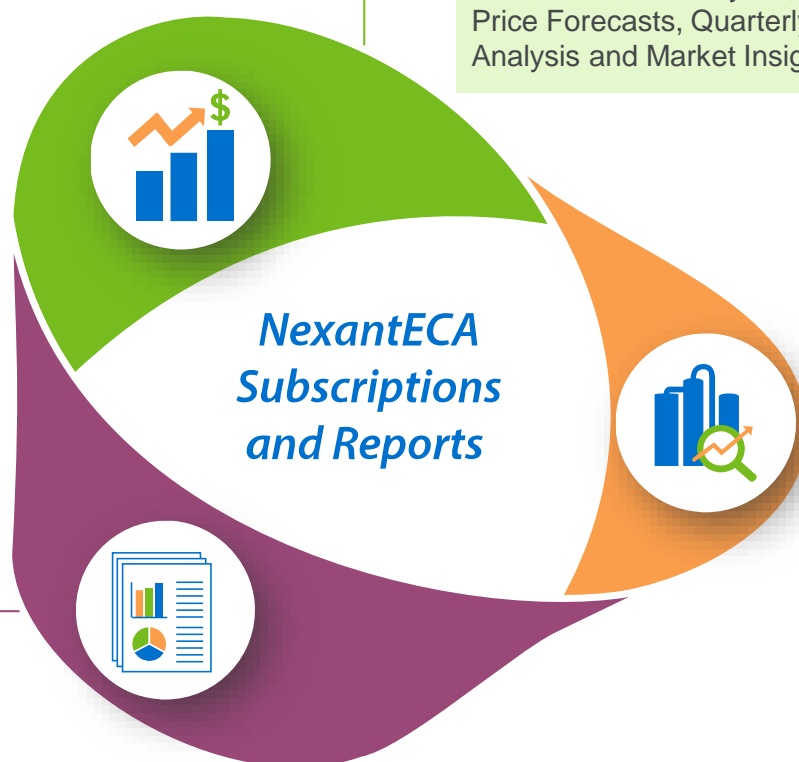 Price Forecasts, Quarterly
Analysis and Market Insig
$
NexantECA
Subscriptions
and Reports